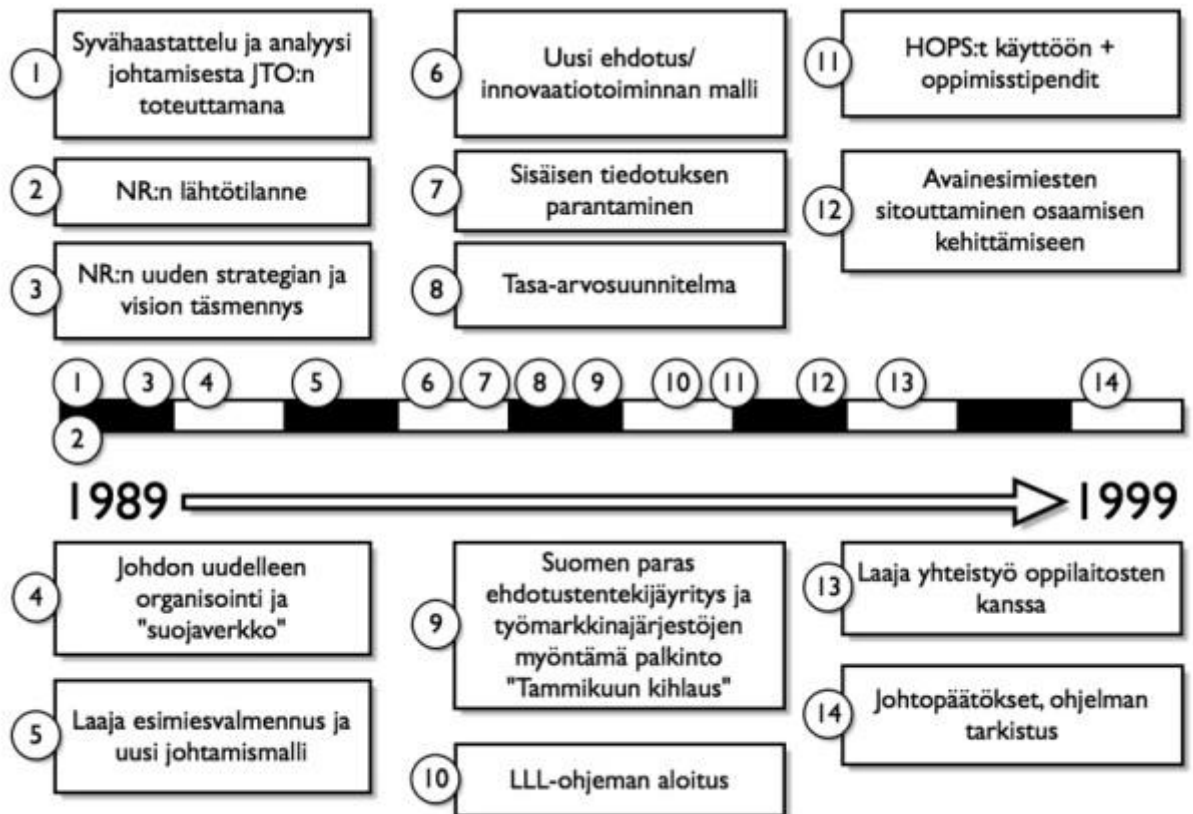 1
Syvähaastattelu ja analyysi
johtamisesta JTO:n
toteuttamana
2
NR:n lähtötilanne
3
NR:n uuden strategian ja
vision täsmennys
6
Uusi ehdotus/
innovaatiotoiminnan malli
7
Sisäisen tiedotuksen
parantaminen
8
Tasa-arvosuunnitelma
11
HOPS:t käyttöön +
oppimisstipendit
12
Avainesimiesten
sitouttaminen osaamisen
kehittämiseen
1 3 4 5 6 7 8 9 10 11 12 13 14
2
1989 1999
4
Johdon uudelleen
organisointi ja
"suojaverkko"
5
Laaja esimiesvalmennus ja
uusi johtamismalli
9
Suomen paras
ehdotustentekijäyritys ja
työmarkkinajärjestöjen
myöntämä palkinto
"Tammikuun kihlaus"
10
LLL-ohjeman aloitus
13
Laaja yhteistyö oppilaitosten
kanssa
14
Johtopäätökset, ohjelman
tarkistus